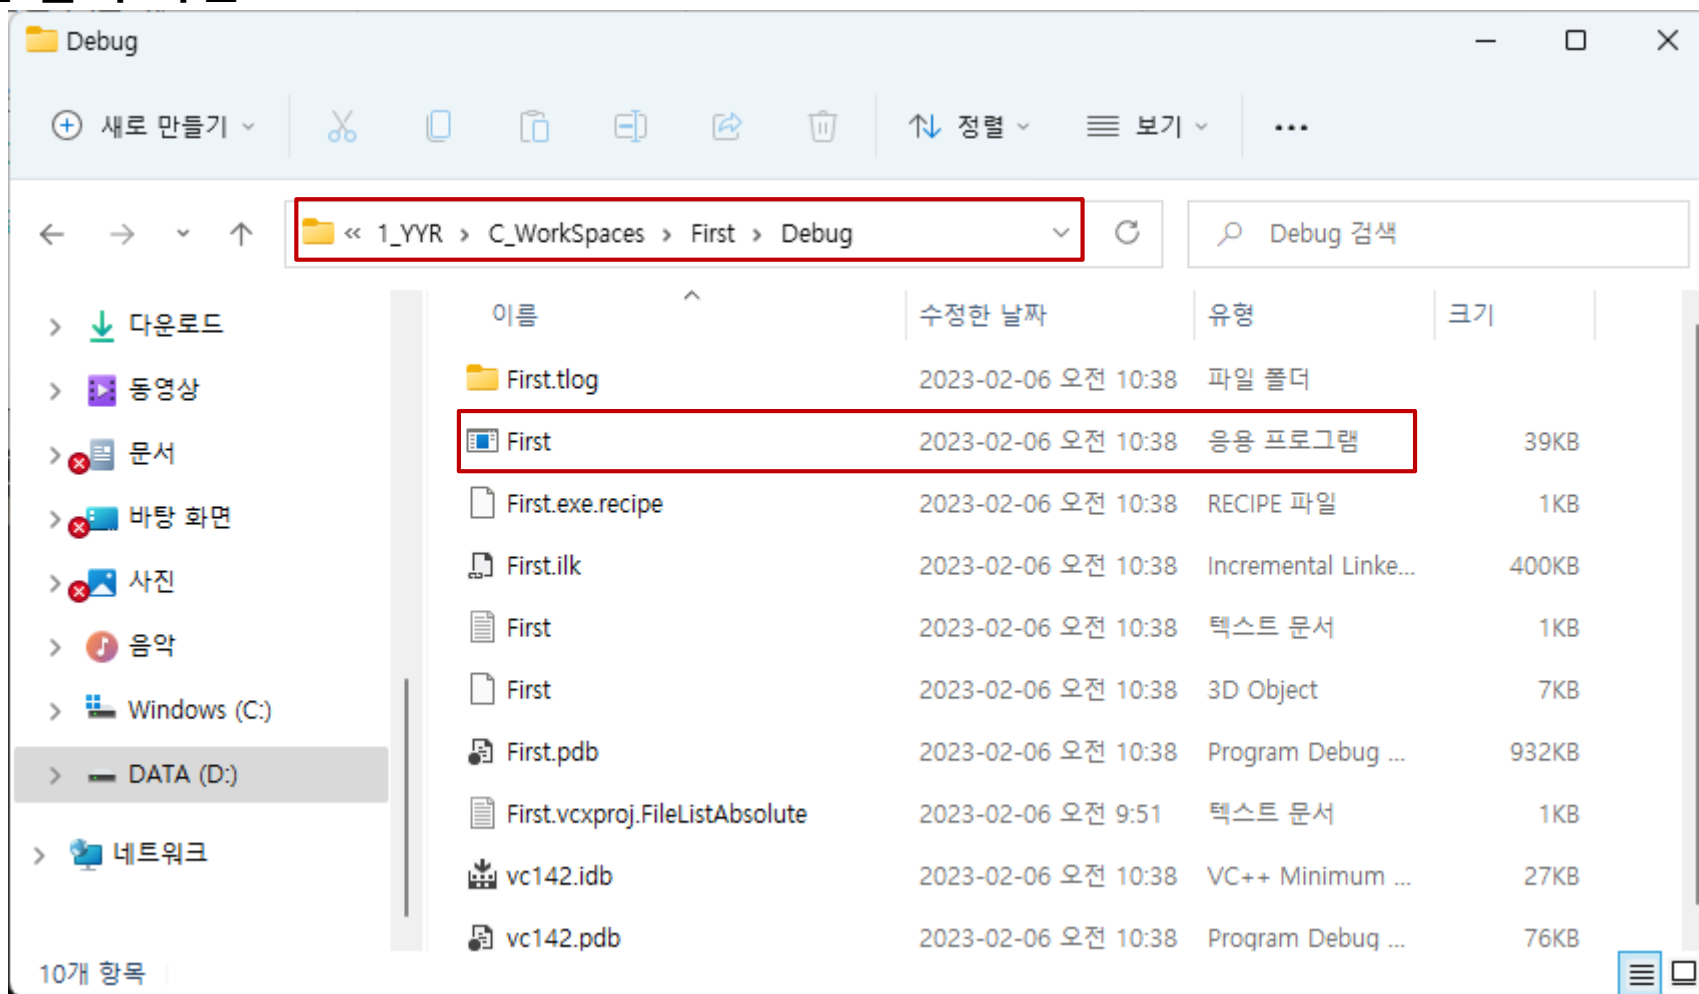 Debug
새로 만들기 정렬 보기 ...
« 1_YYR > C_WorkSpaces > First > Debug Debug 검색
이름 수정한 날짜 유형 크기
다운로드
동영상
문서
바탕 화면
사진
음악
Windows (C:)
DATA (D:)
네트워크
First.tlog 2023-02-06 오전 10:38 파일 폴더
First 2023-02-06 오전 10:38 응용 프로그램 39KB
First.exe.recipe 2023-02-06 오전 10:38 RECIPE 파일 1KB
First.ilk 2023-02-06 오전 10:38 Incremental Linke... 400KB
First 2023-02-06 오전 10:38 텍스트 문서 1KB
First 2023-02-06 오전 10:38 3D Object 7KB
First.pdb 2023-02-06 오전 10:38 Program Debug ... 932KB
First.vcxproj.FileListAbsolute 2023-02-06 오전 9:51 텍스트 문서 1KB
vc142.idb 2023-02-06 오전 10:38 VC++ Minimum ... 27KB
vc142.pdb 2023-02-06 오전 10:38 Program Debug ... 76KB
10개 항목